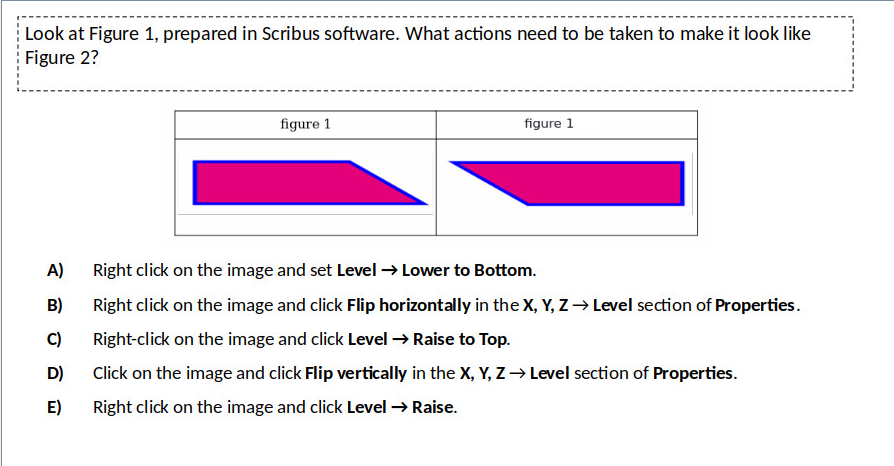 Look at Figure 1, prepared in Scribus software. What actions need to be taken to make it look like
Figure 2?
figure 1
figure 1
A) Right click on the image and set Level → Lower to Bottom.
B) Right click on the image and click Flip horizontally in the X, Y, Z → Level section of Properties.
C) Right-click on the image and click Level → Raise to Top.
D) Click on the image and click Flip vertically in the X, Y, Z → Level section of Properties.
E) Right click on the image and click Level → Raise.